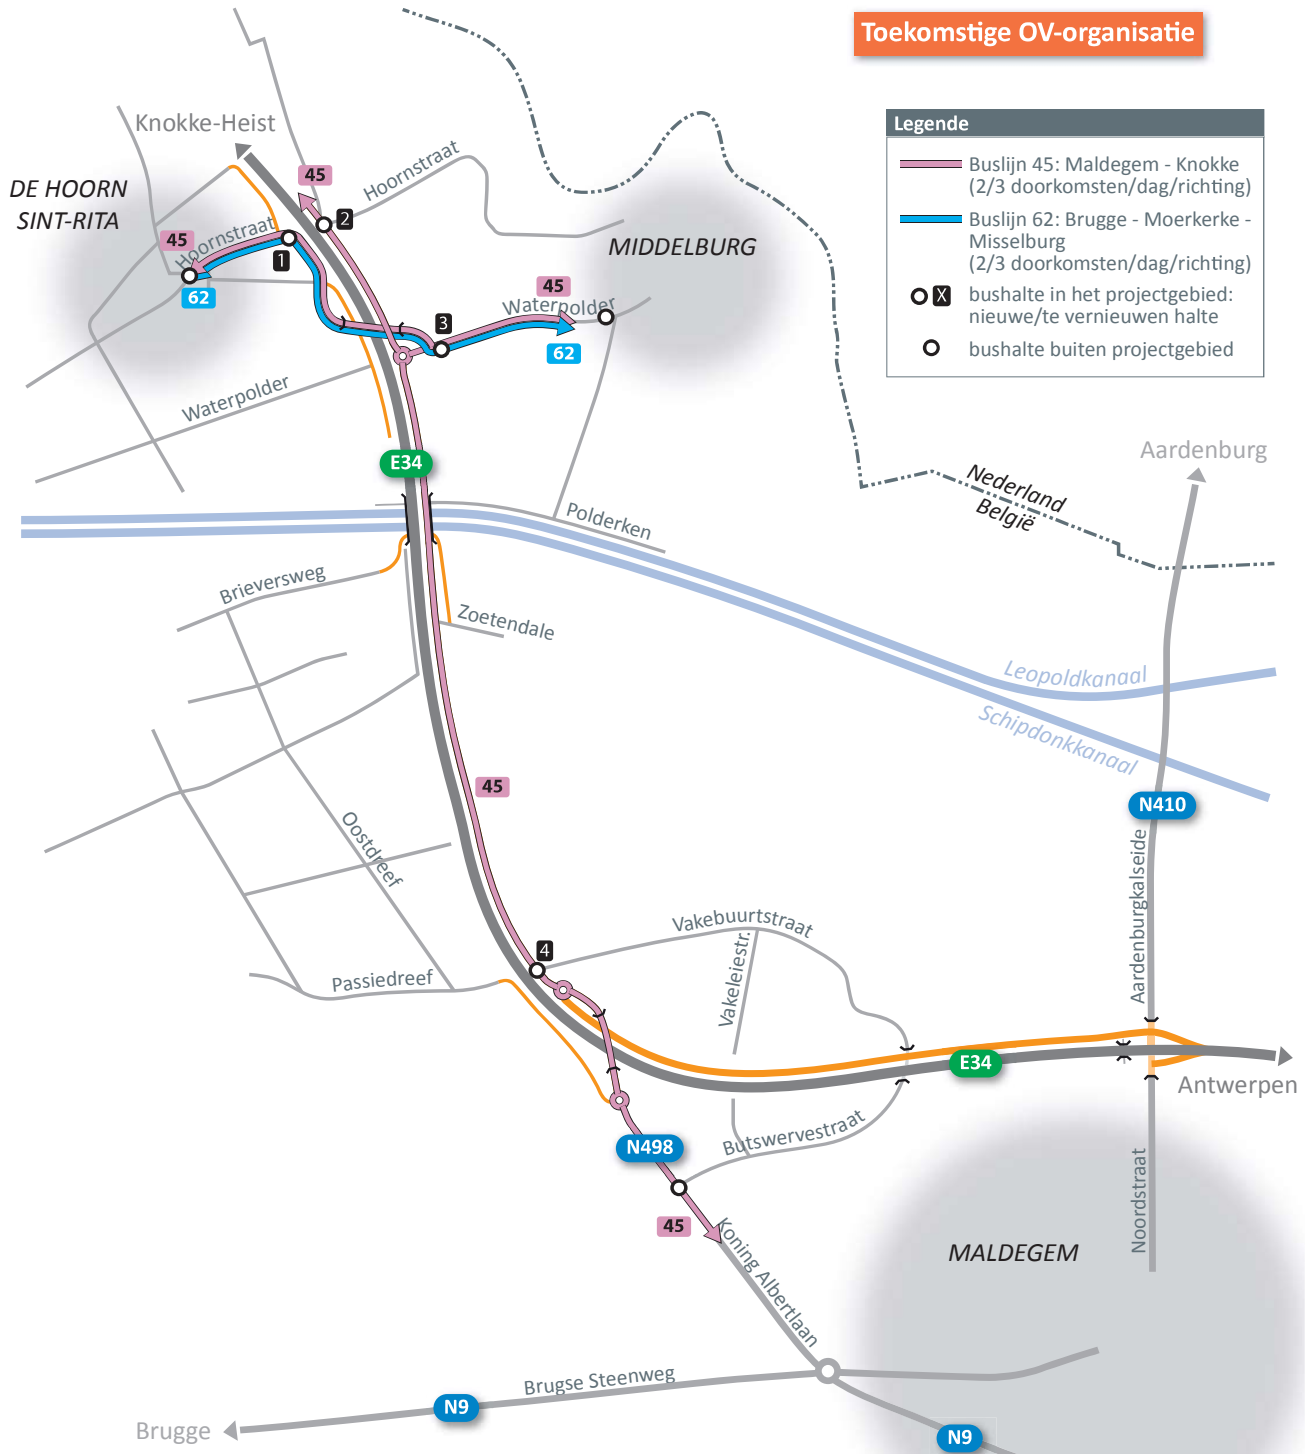 Toekomstige OV-organisatie
Legende
Buslijn 45: Maldegem - Knokke
(2/3 doorkomsten/dag/richting)
Buslijn 62: Brugge - Moerkerke -
Misselburg
(2/3 doorkomsten/dag/richting)
X
bushalte in het projectgebied:
nieuwe/te vernieuwen halte
bushalte buiten projectgebied
Knokke-Heist
DE HOORN
SINT-RITA
45
2
Hoornstraat
Hoornstraat
45
1
62
MIDDELBURG
45
Waterpolder
3
62
Waterpolder
E34
Aardenburg
Nederland
België
Polderken
Brieversweg
Zoetendale
Leopoldkanaal
Schipdonkkanaal
45
N410
Oostdreef
Aardenburgkalseide
Vakebuurtstraat
4
Vakeleiestr.
Passiedreef
E34
Antwerpen
N498
Butswervestraat
45
Koning Albertlaan
Noordstraat
MALDEGEM
Brugse Steenweg
N9
Brugge
N9